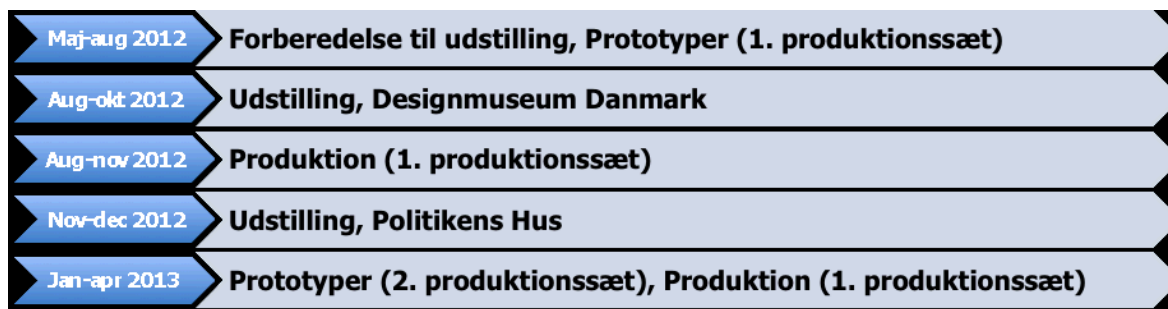 Maj-aug 2012 Forberedelse til udstilling, Prototyper (1. produktionssæt)
Aug-okt 2012 Udstilling, Designmuseum Danmark
Aug-nov 2012 Produktion (1. produktionssæt)
Nov-dec 2012 Udstilling, Politikens Hus
Jan-apr 2013 Prototyper (2. produktionssæt), Produktion (1. produktionssæt)